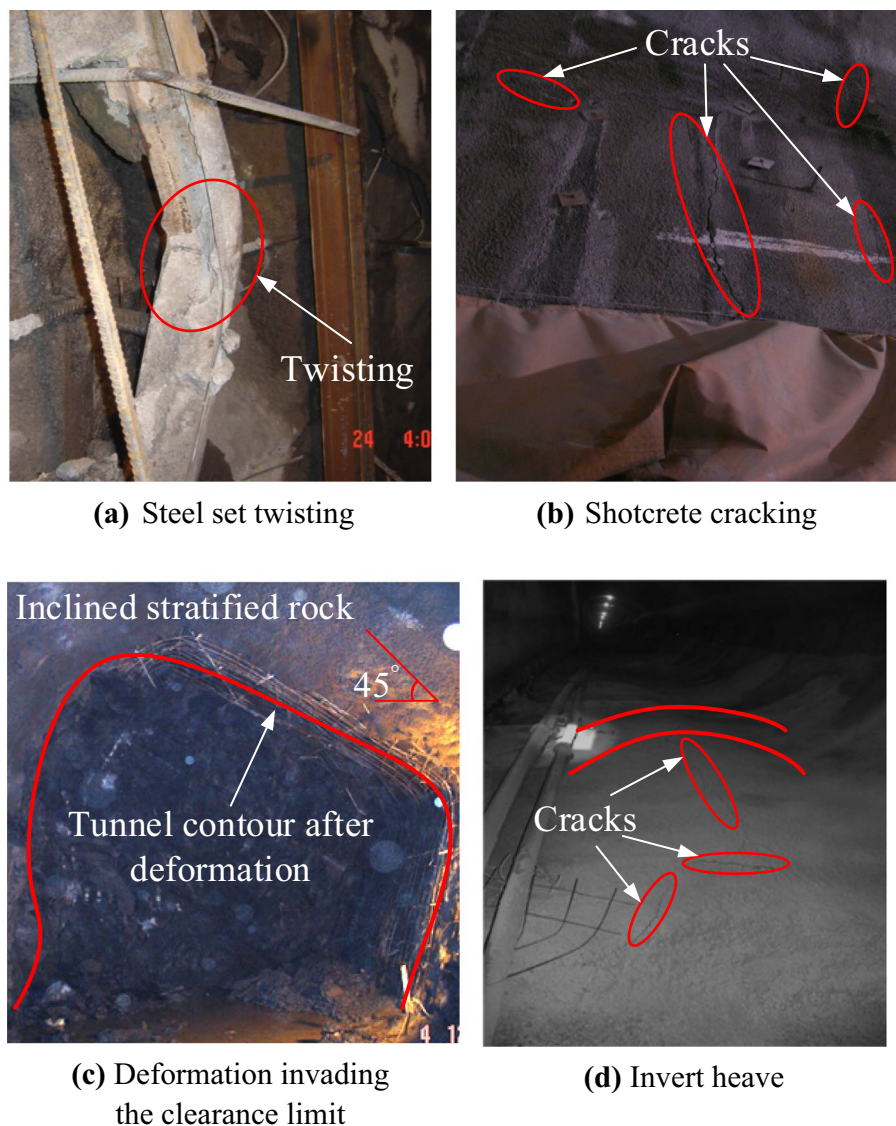 Twisting
24 4:0
(a) Steel set twisting
Cracks
(b) Shotcrete cracking
Inclined stratified rock
45°
Tunnel contour after
deformation
4 12
(c) Deformation invading
the clearance limit
Cracks
(d) Invert heave